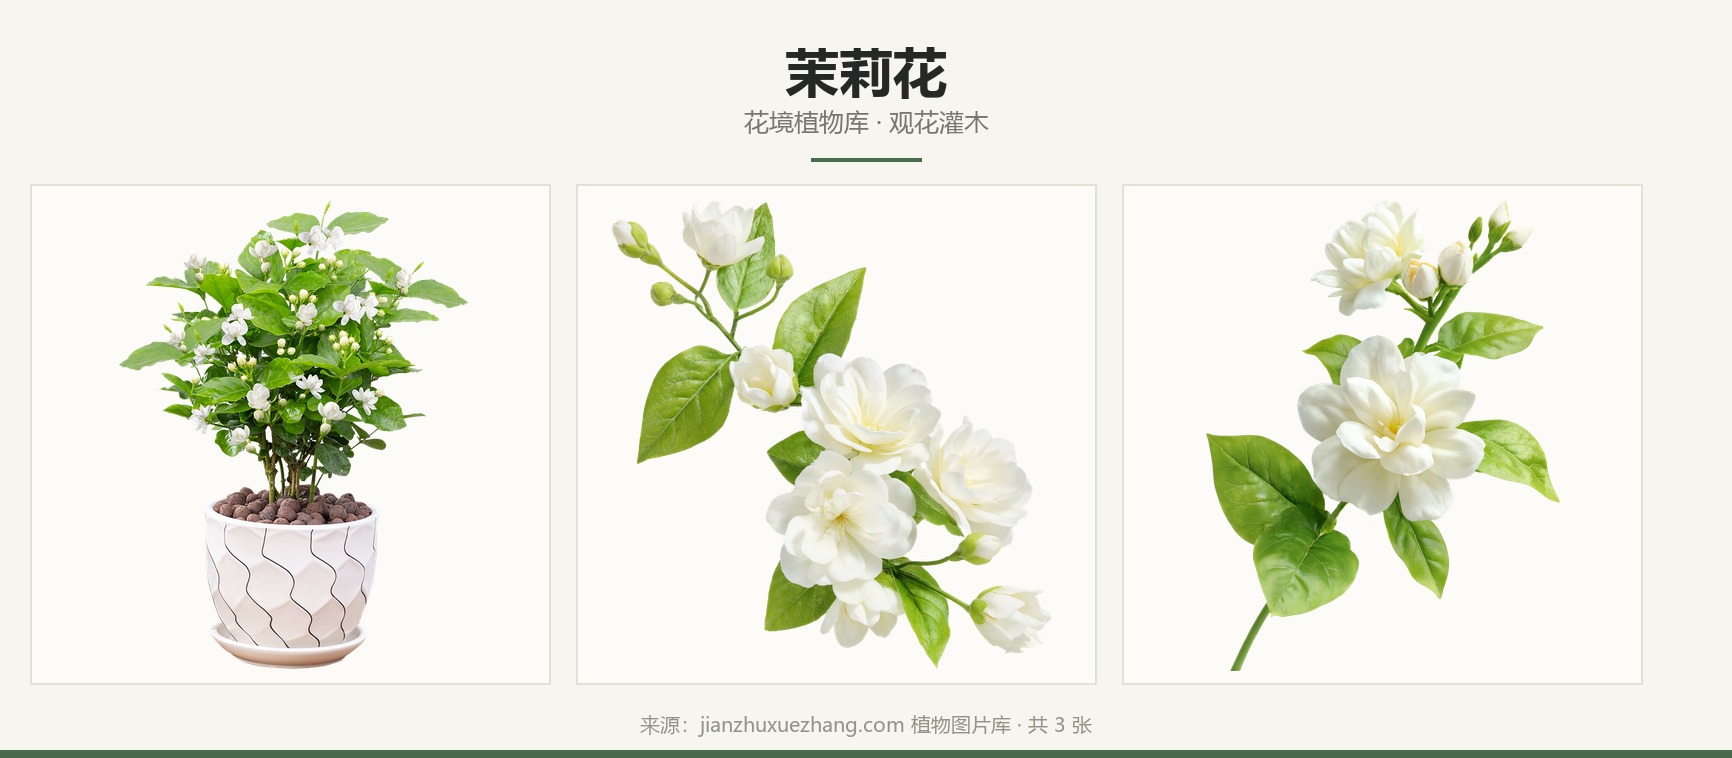 茉莉花
花境植物库 · 观花灌木
来源：jianzhuxuezhang.com 植物图片库 · 共 3 张